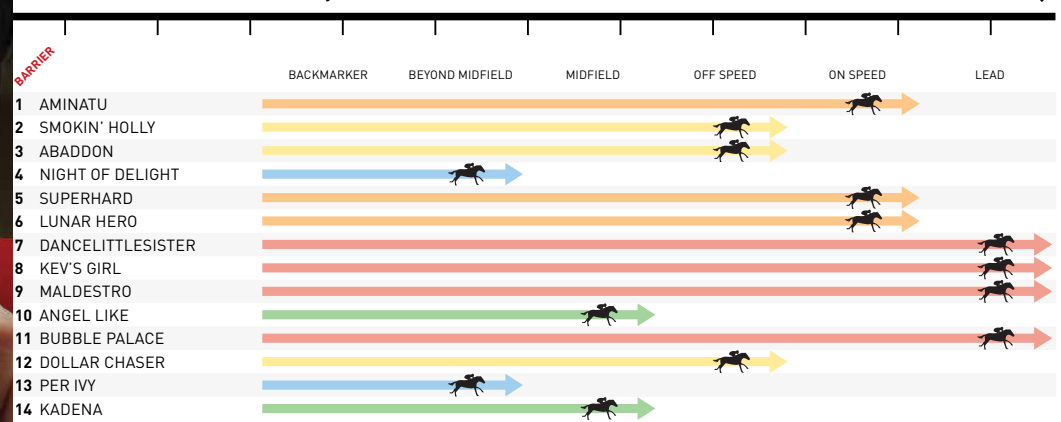 BARRIER
BACKMARKER BEYOND MIDFIELD MIDFIELD OFF SPEED ON SPEED LEAD
1 AMINATU
2 SMOKIN' HOLLY
3 ABADDON
4 NIGHT OF DELIGHT
5 SUPERHARD
6 LUNAR HERO
7 DANCELITTLESISTER
8 KEV'S GIRL
9 MALDESTRO
10 ANGEL LIKE
11 BUBBLE PALACE
12 DOLLAR CHASER
13 PER IVY
14 KADENA